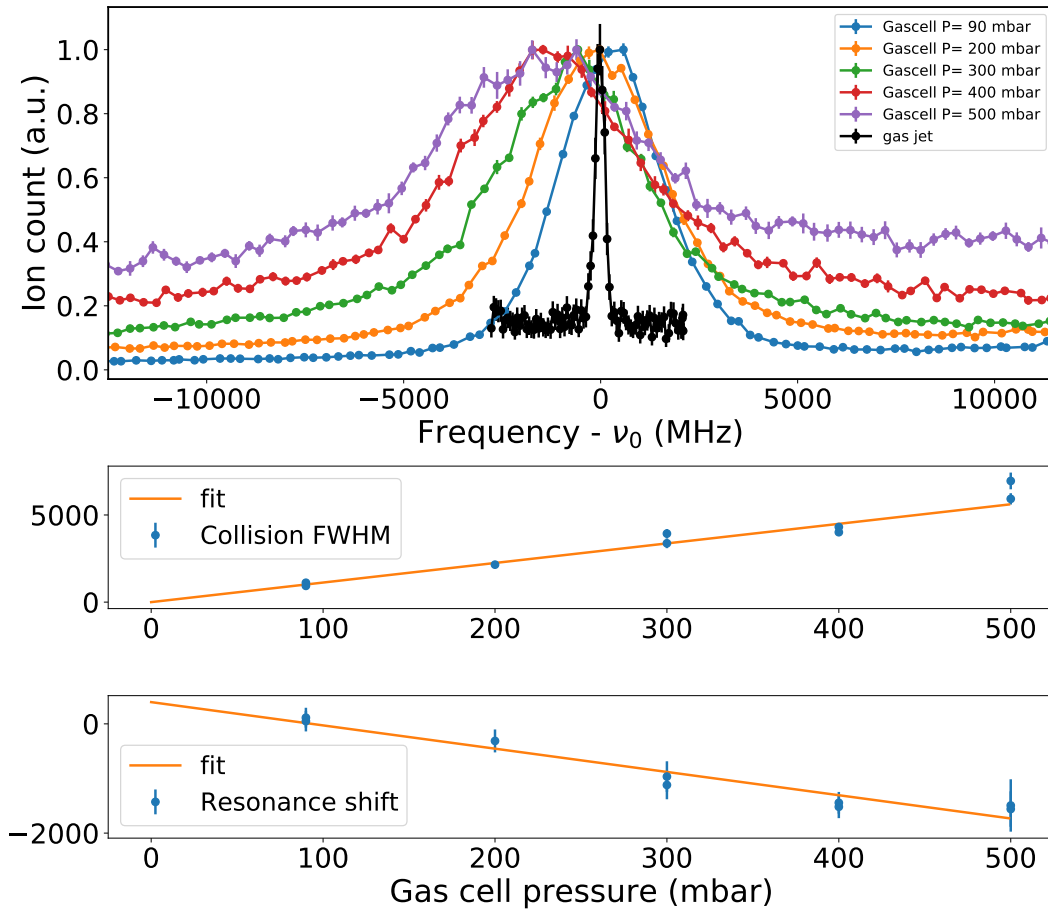 Ion count (a.u.)
1.0
0.8
0.6
0.4
0.2
0.0
Gascell P= 90 mbar
Gascell P= 200 mbar
Gascell P= 300 mbar
Gascell P= 400 mbar
Gascell P= 500 mbar
gas jet
−10000 −5000 0 5000 10000
Frequency - ν₀ (MHz)
5000
0
fit
Collision FWHM
0 100 200 300 400 500
0
−2000
fit
Resonance shift
0 100 200 300 400 500
Gas cell pressure (mbar)